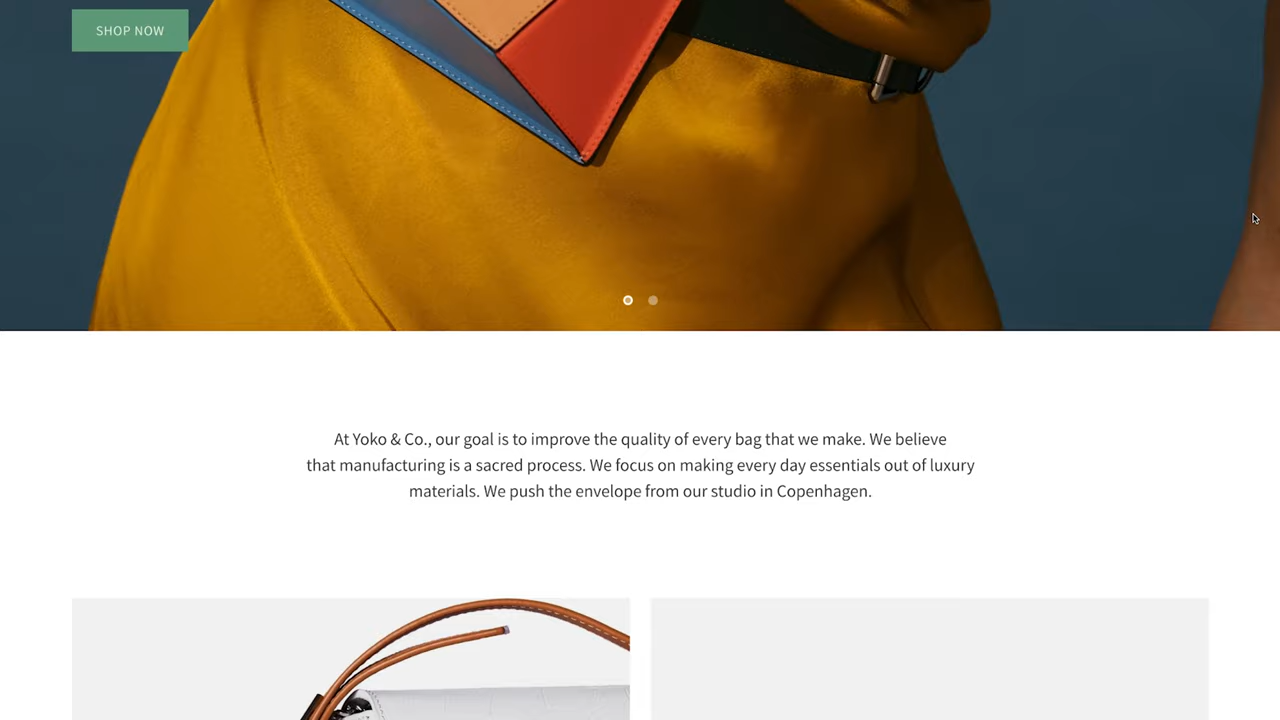 SHOP NOW
At Yoko & Co., our goal is to improve the quality of every bag that we make. We believe
that manufacturing is a sacred process. We focus on making every day essentials out of luxury
materials. We push the envelope from our studio in Copenhagen.